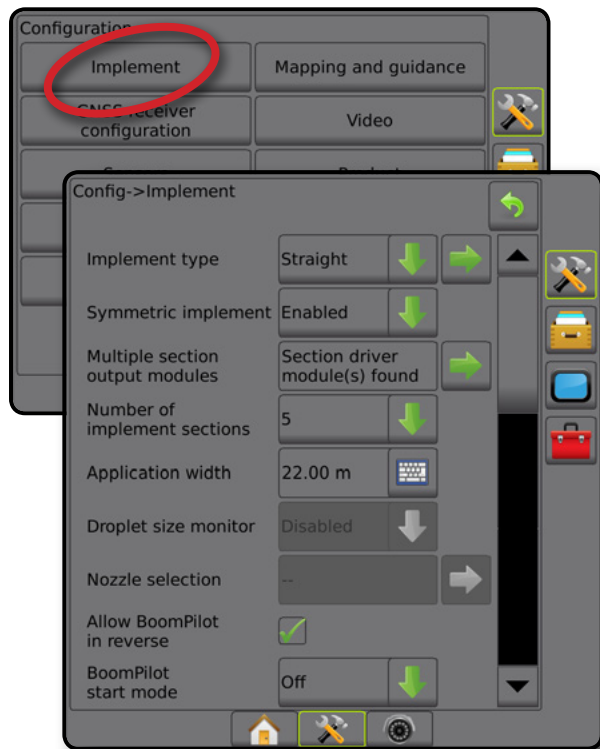 Configuration
Implement
Mapping and guidance
GNSS receiver
configuration
Video
Config->Implement
Implement type
Straight
Symmetric implement
Enabled
Multiple section
output modules
Section driver
module(s) found
Number of
implement sections
5
Application width
22.00 m
Droplet size monitor
Disabled
Nozzle selection
--
Allow BoomPilot
in reverse
BoomPilot
start mode
Off